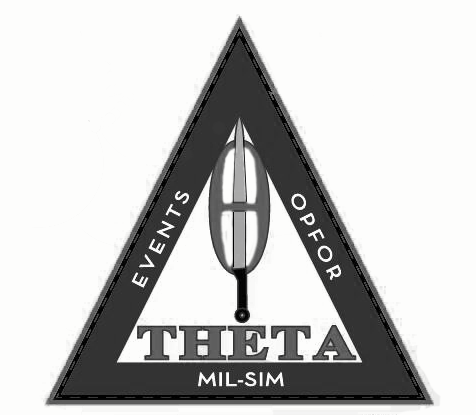 EVENTS
OPFOR
THETA
MIL-SIM